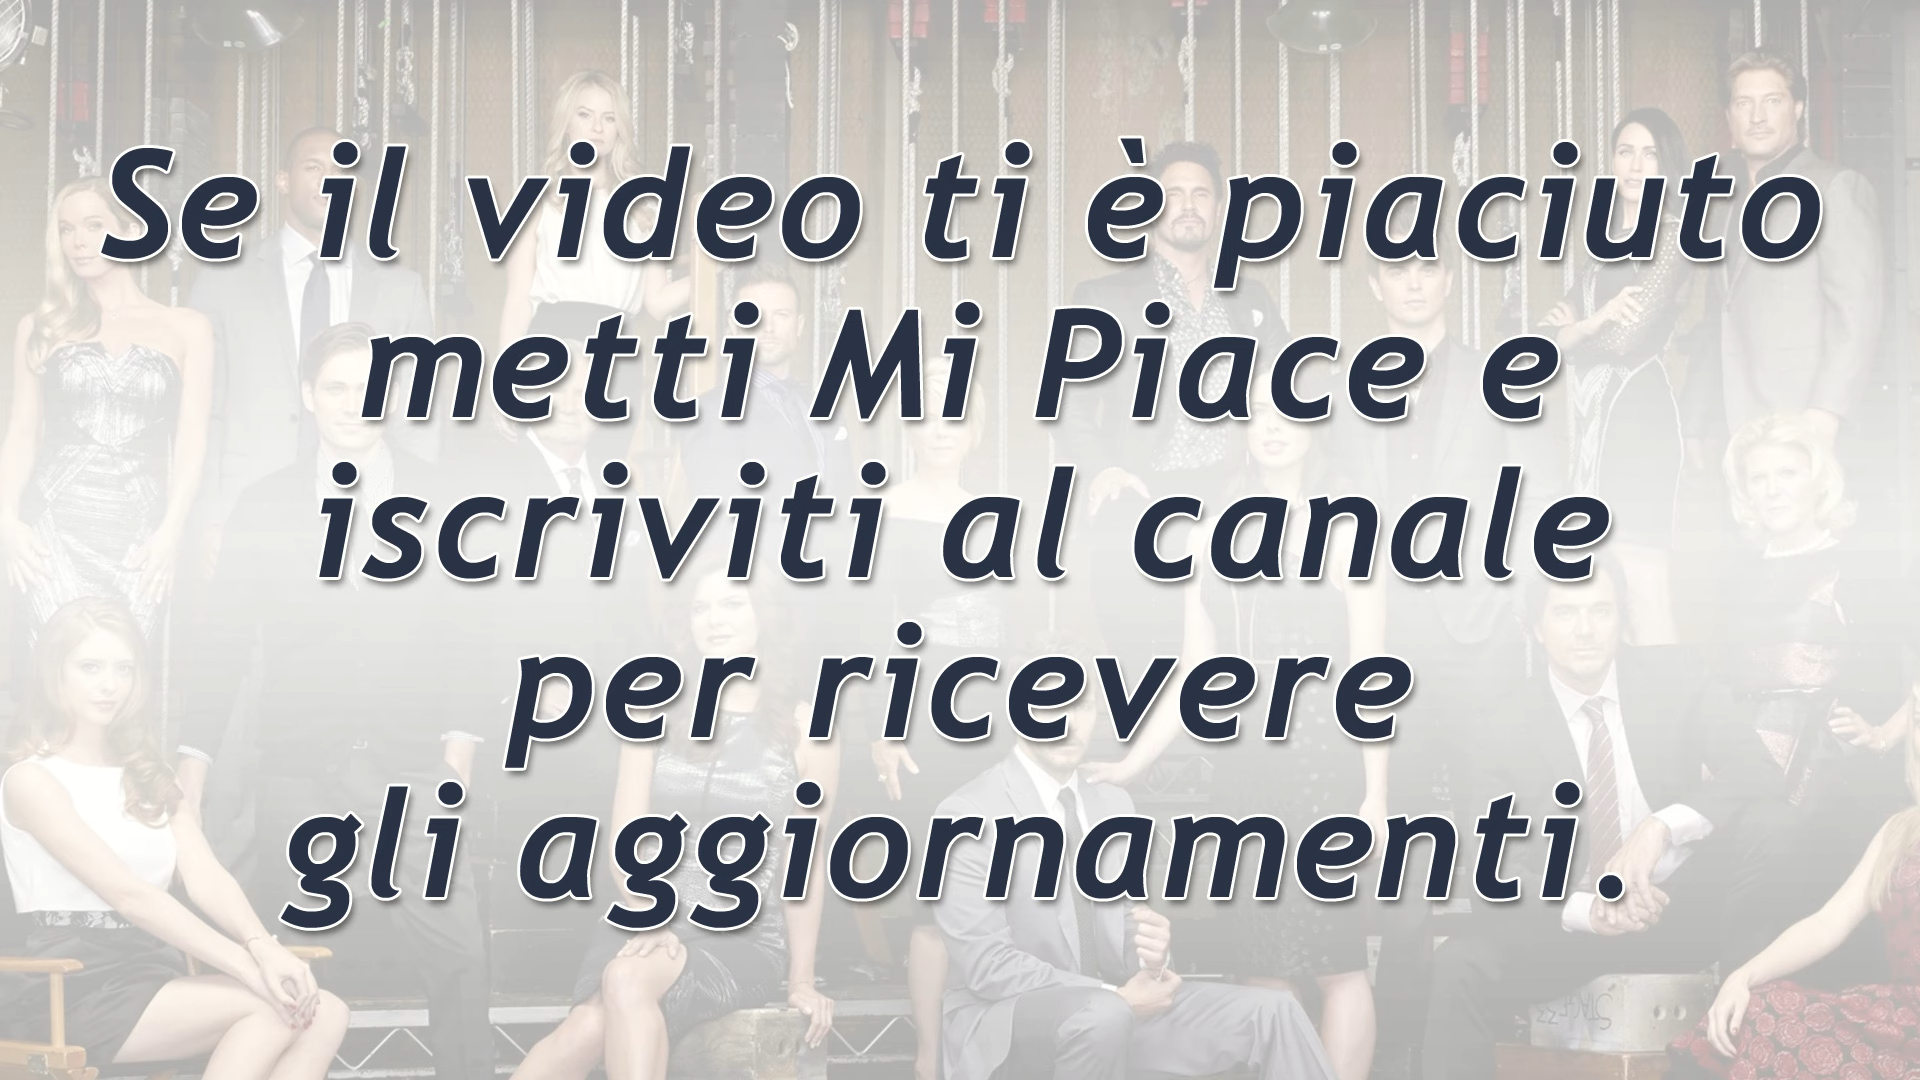 Se il video ti è piaciuto
metti Mi Piace e
iscriviti al canale
per ricevere
gli aggiornamenti.